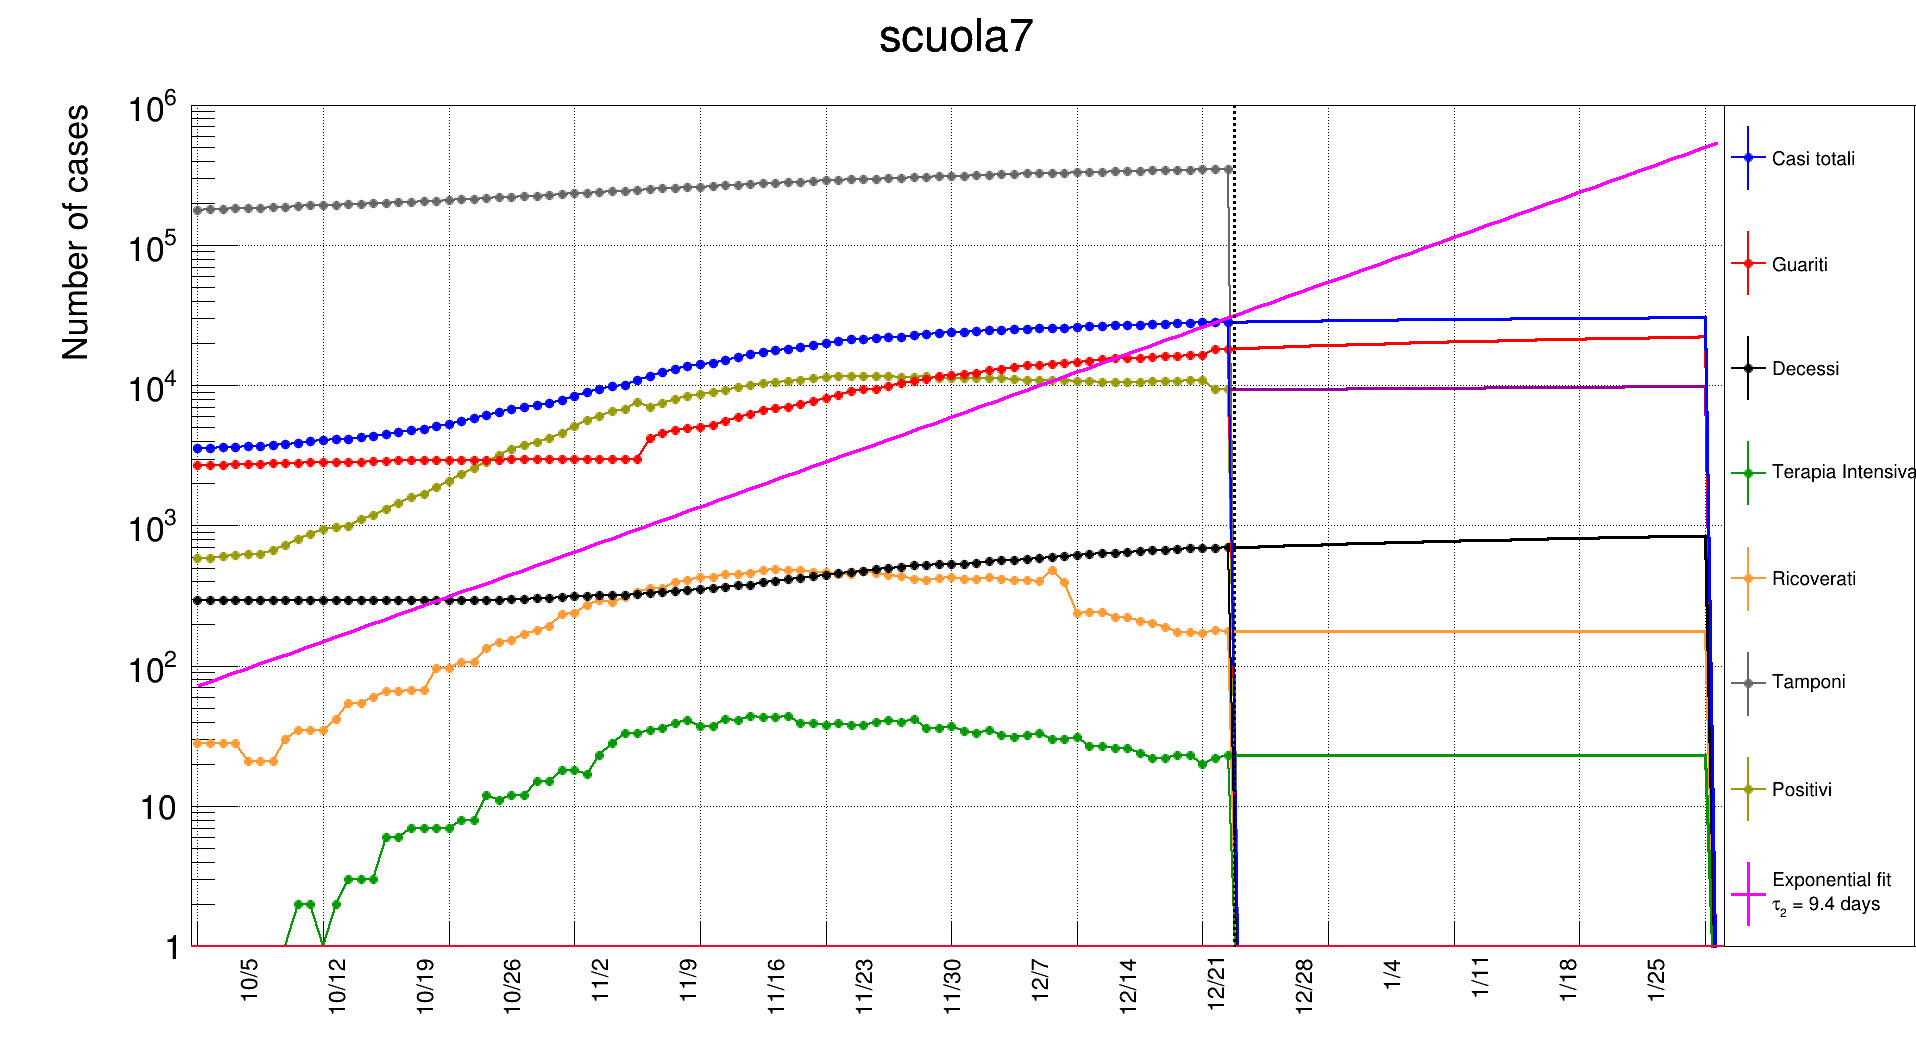 scuola7
Number of cases
10^6
10^5
10^4
10^3
10^2
10
1
10/5
10/12
10/19
10/26
11/2
11/9
11/16
11/23
11/30
12/7
12/14
12/21
12/28
1/4
1/11
1/18
1/25
Casi totali
Guariti
Decessi
Terapia Intensiva
Ricoverati
Tamponi
Positivi
Exponential fit
τ_2 = 9.4 days